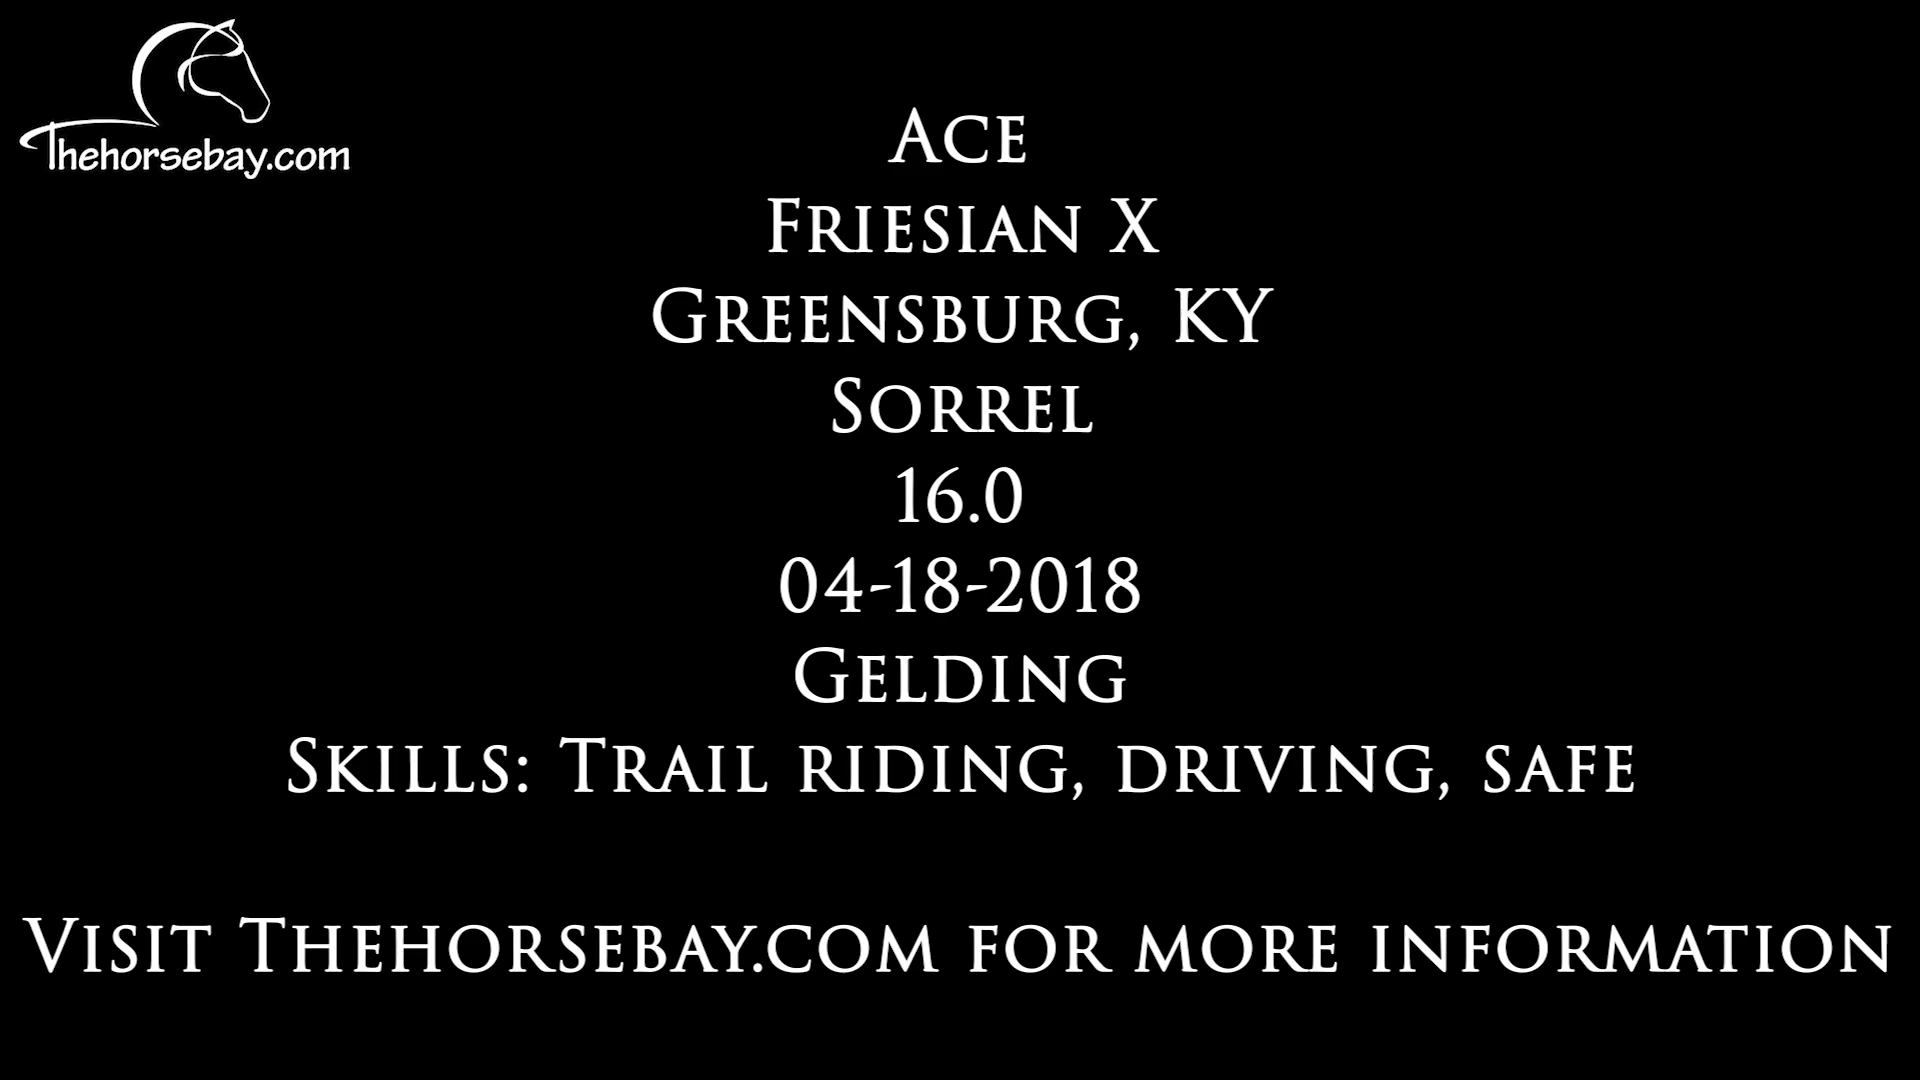 Thehorsebay.com
Ace
Friesian X
Greensburg, KY
Sorrel
16.0
04-18-2018
Gelding
Skills: Trail riding, driving, safe
Visit Thehorsebay.com for more information